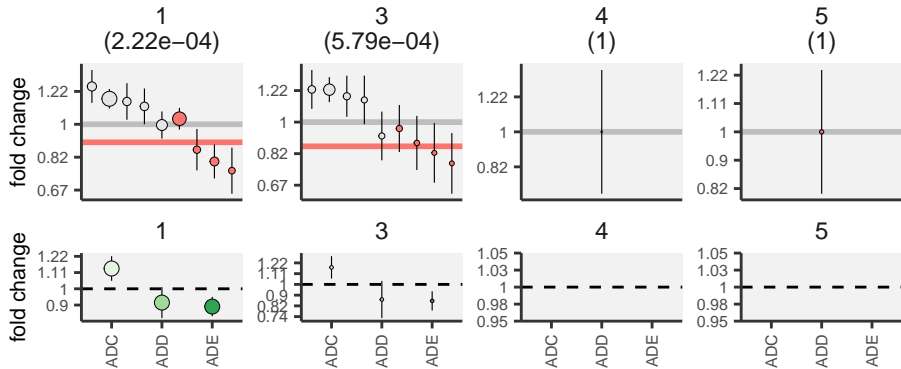 1 3 4 5
(2.22e−04) (5.79e−04) (1) (1)
fold change
1.22 1 0.82 0.67
1.22 1 0.82 0.67
1.22 1 0.82
1.22 1.11 1 0.9 0.82
1 3 4 5
fold change
1.22 1.11 1 0.9
1.22 1.11 1 0.9 0.82 0.74
1.05 1.03 1 0.98 0.95
1.05 1.03 1 0.98 0.95
ADC ADD ADE
ADC ADD ADE
ADC ADD ADE
ADC ADD ADE